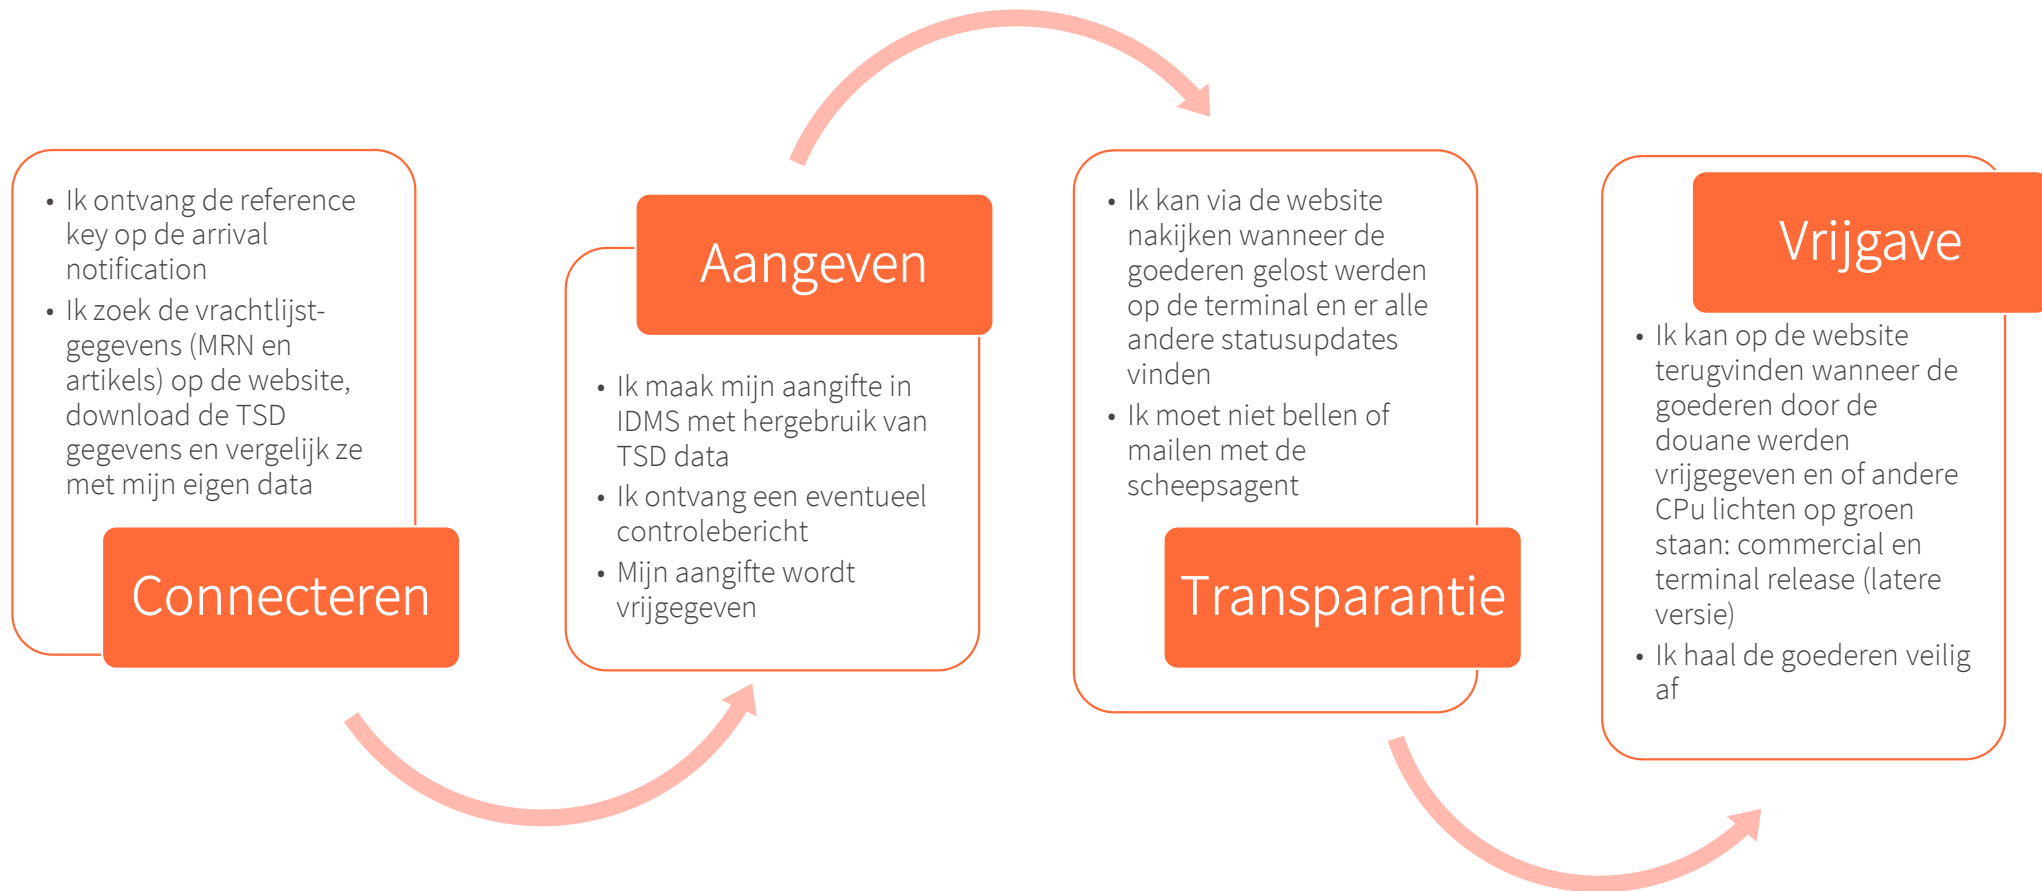 • Ik ontvang de reference
key op de arrival
notification
• Ik zoek de vrachtlijst-
gegevens (MRN en
artikels) op de website,
download de TSD
gegevens en vergelijk ze
met mijn eigen data
Connecteren
Aangeven
• Ik maak mijn aangifte in
IDMS met hergebruik van
TSD data
• Ik ontvang een eventueel
controlebericht
• Mijn aangifte wordt
vrijgegeven
• Ik kan via de website
nakijken wanneer de
goederen gelost werden
op de terminal en er alle
andere statusupdates
vinden
• Ik moet niet bellen of
mailen met de
scheepsagent
Transparantie
Vrijgave
• Ik kan op de website
terugvinden wanneer de
goederen door de
douane werden
vrijgegeven en of andere
CPu lichten op groen
staan: commercial en
terminal release (latere
versie)
• Ik haal de goederen veilig
af